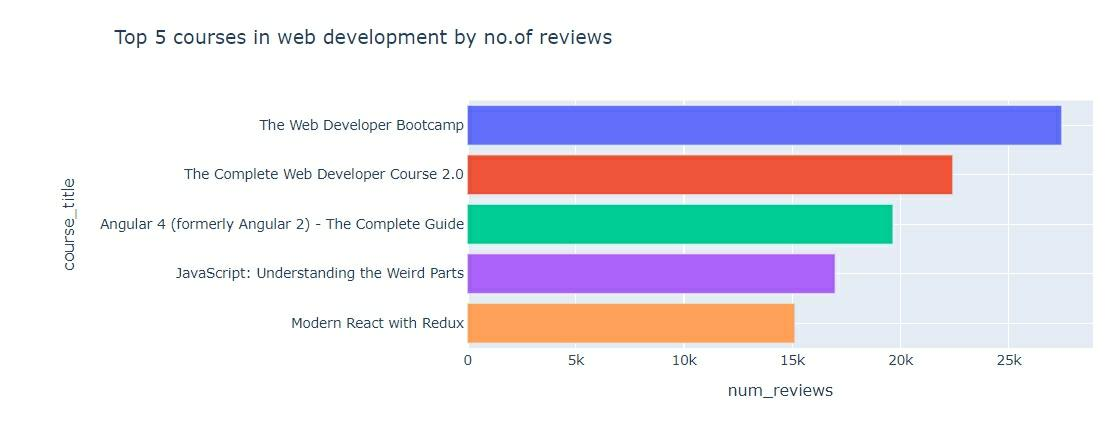 Top 5 courses in web development by no.of reviews
course_title
The Web Developer Bootcamp
The Complete Web Developer Course 2.0
Angular 4 (formerly Angular 2) - The Complete Guide
JavaScript: Understanding the Weird Parts
Modern React with Redux
0 5k 10k 15k 20k 25k
num_reviews